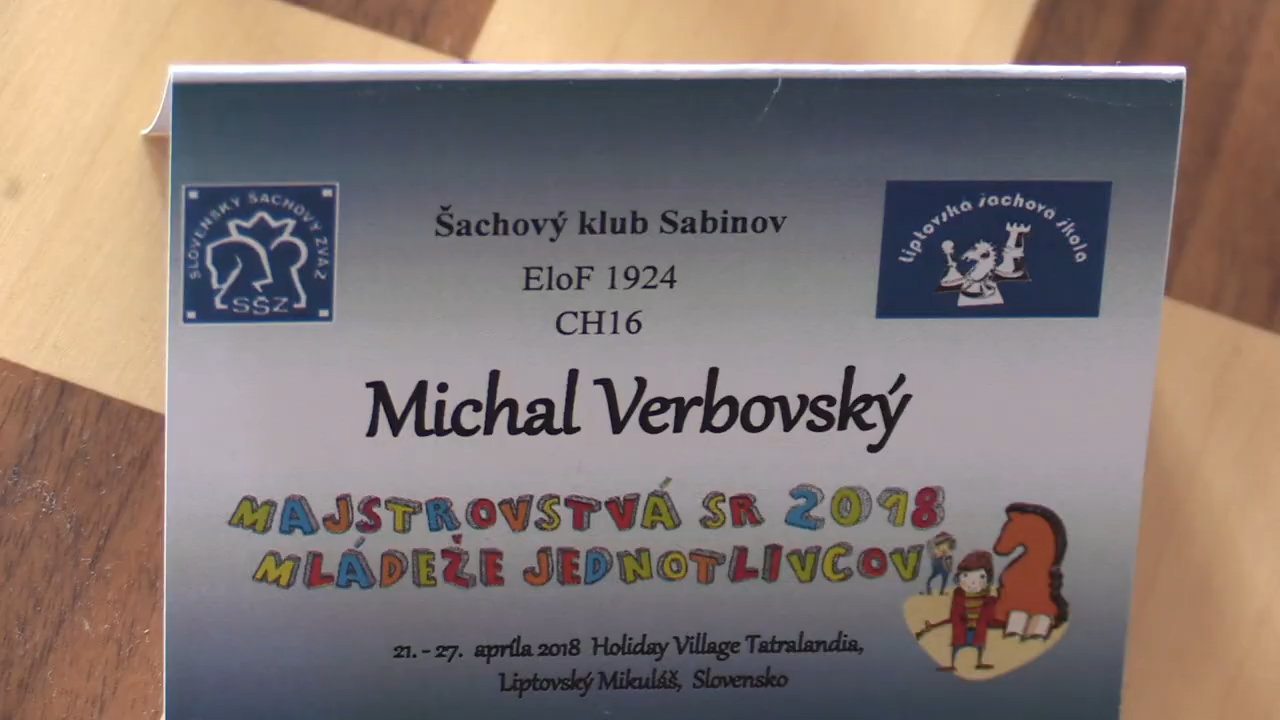 SLOVENSKÝ ŠACHOVÝ ZVÄZ
SŠZ
Šachový klub Sabinov
EloF 1924
CH16
Liptovská šachová škola
Michal Verbovský
MAJSTROVSTVÁ SR 2018
MLÁDEŽE JEDNOTLIVCOV
21. - 27. apríla 2018 Holiday Village Tatralandia,
Liptovský Mikuláš, Slovensko